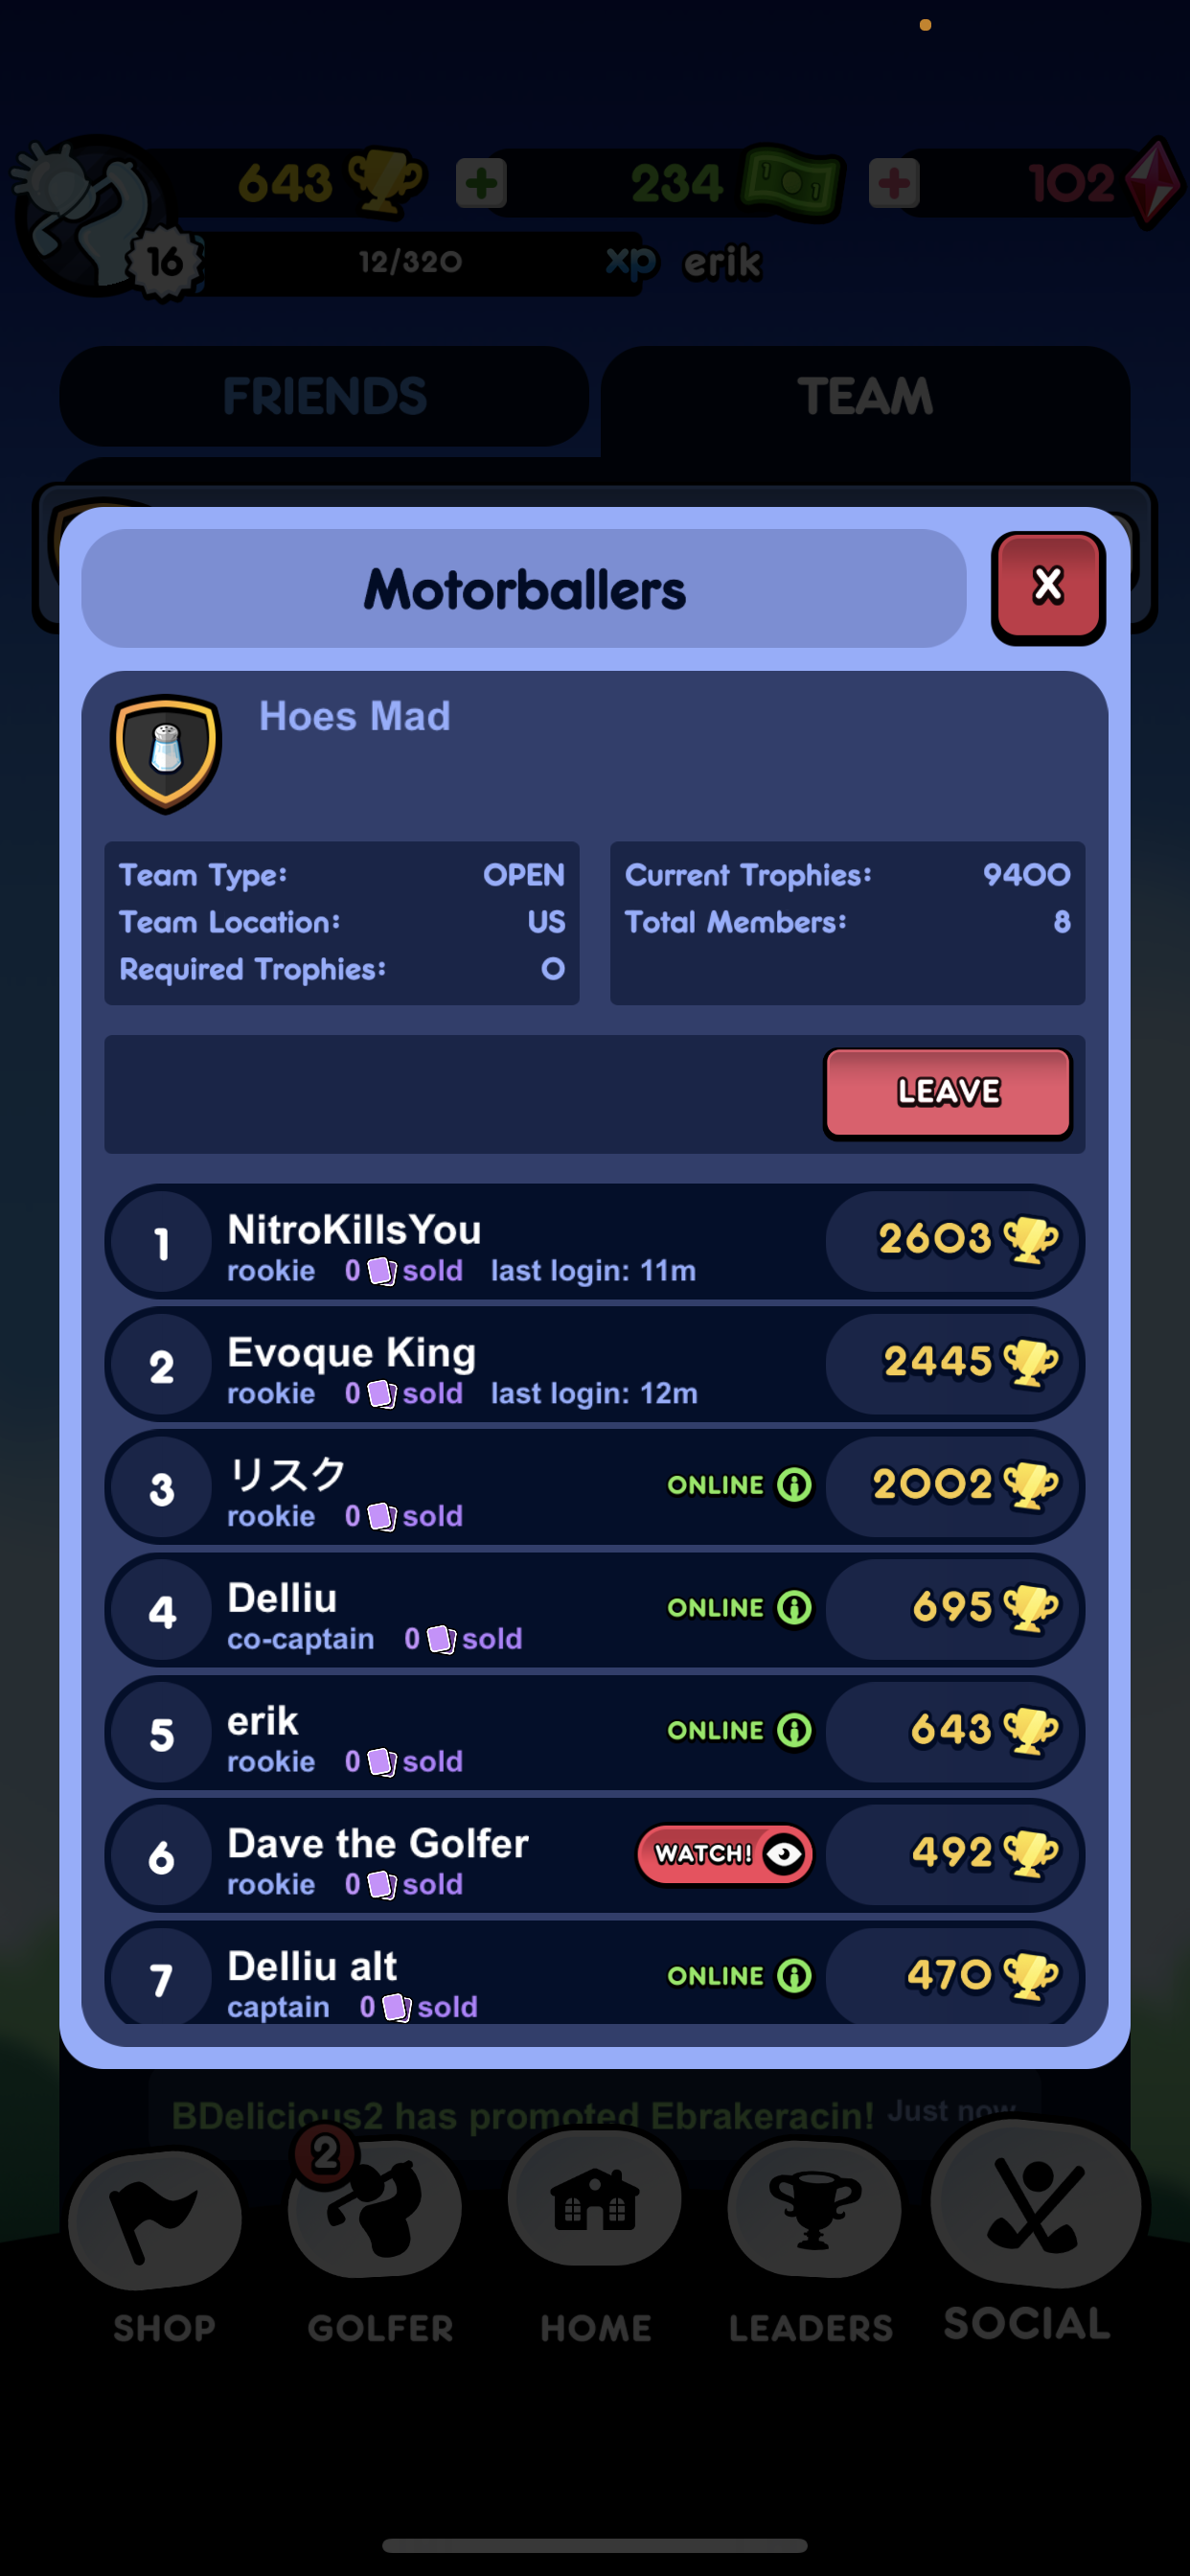 643 234 102
16 12/320 xp erik
FRIENDS TEAM
Motorballers X
Hoes Mad
Team Type: OPEN
Team Location: US
Required Trophies: 0
Current Trophies: 9400
Total Members: 8
LEAVE
1 NitroKillsYou 2603
rookie 0 sold last login: 11m
2 Evoque King 2445
rookie 0 sold last login: 12m
3 リスク ONLINE 2002
rookie 0 sold
4 Delliu ONLINE 695
co-captain 0 sold
5 erik ONLINE 643
rookie 0 sold
6 Dave the Golfer WATCH! 492
rookie 0 sold
7 Delliu alt ONLINE 470
captain 0 sold
BDelicious2 has promoted Ebrakeracin! Just now
2
SHOP GOLFER HOME LEADERS SOCIAL